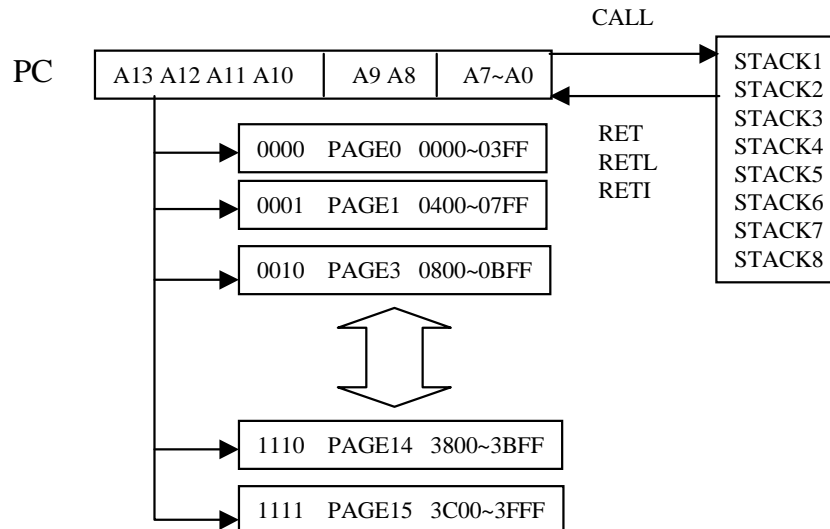 CALL
PC
A13 A12 A11 A10
A9 A8
A7~A0
0000 PAGE0 0000~03FF
0001 PAGE1 0400~07FF
0010 PAGE3 0800~0BFF
1110 PAGE14 3800~3BFF
1111 PAGE15 3C00~3FFF
RET
RETL
RETI
STACK1
STACK2
STACK3
STACK4
STACK5
STACK6
STACK7
STACK8